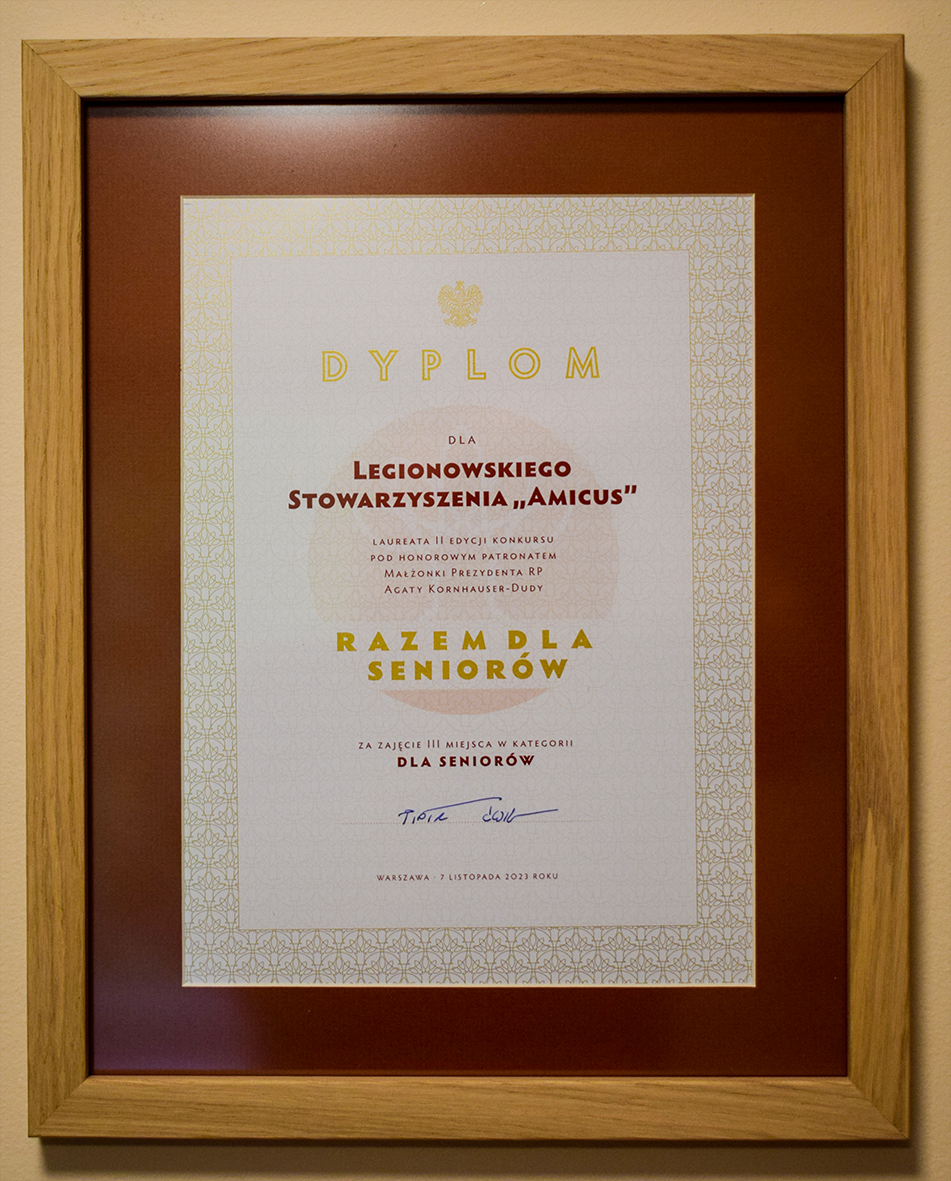 DYPLOM
DLA
LEGIONOWSKIEGO
STOWARZYSZENIA „AMICUS”
LAUREATA II EDYCJI KONKURSU
POD HONOROWYM PATRONATEM
MAŁŻONKI PREZYDENTA RP
AGATY KORNHAUSER-DUDY
RAZEM DLA
SENIORÓW
ZA ZAJĘCIE III MIEJSCA W KATEGORII
DLA SENIORÓW
WARSZAWA · 7 LISTOPADA 2023 ROKU